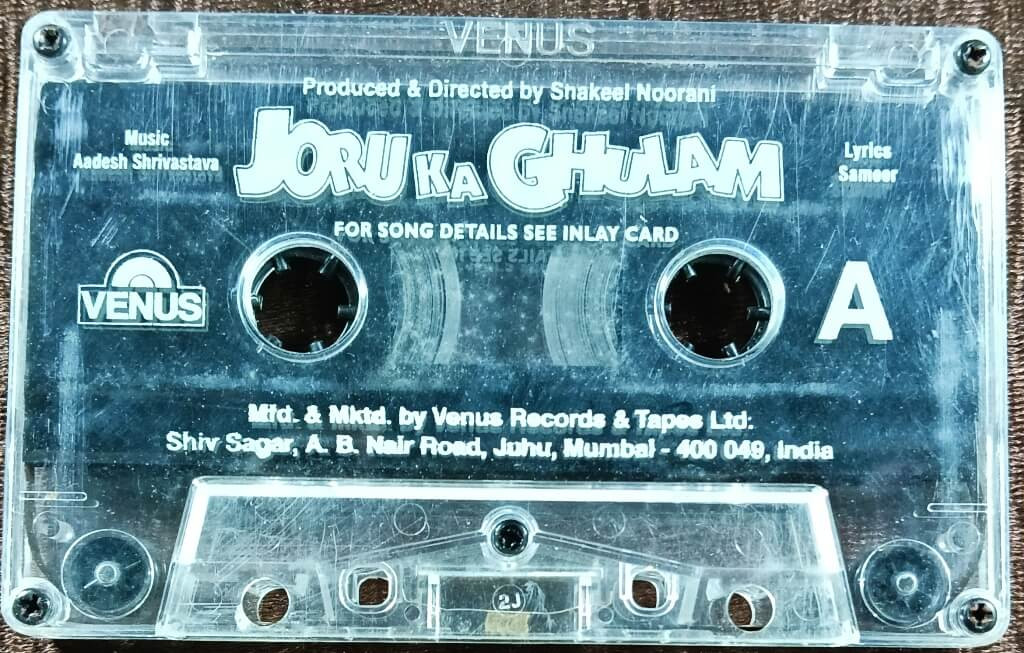 VENUS
Produced & Directed by Shakeel Noorani
Music
Aadesh Shrivastava
JORU KA GHULAM
Lyrics
Sameer
FOR SONG DETAILS SEE INLAY CARD
VENUS
A
Mfd. & Mktd. by Venus Records & Tapes Ltd.
Shiv Sagar, A. B. Nair Road, Juhu, Mumbai - 400 049, India
2J